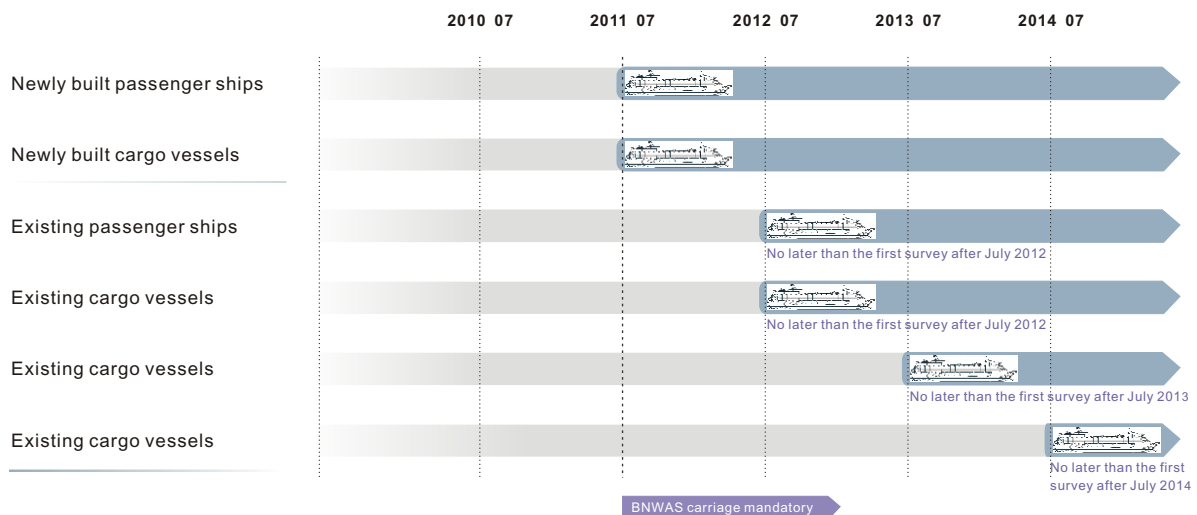 2010 07 2011 07 2012 07 2013 07 2014 07
Newly built passenger ships
Newly built cargo vessels
Existing passenger ships
No later than the first survey after July 2012
Existing cargo vessels
No later than the first survey after July 2012
Existing cargo vessels
No later than the first survey after July 2013
Existing cargo vessels
No later than the first
survey after July 2014
BNWAS carriage mandatory